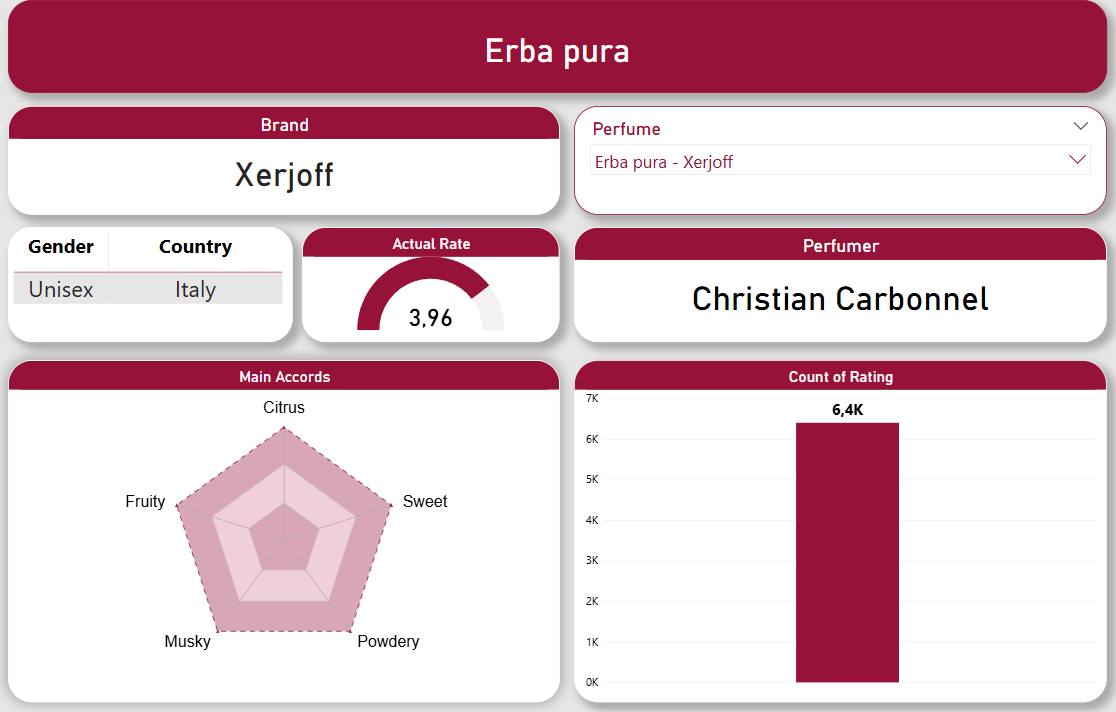 Erba pura
Brand
Xerjoff
Perfume
Erba pura - Xerjoff
Gender Country
Unisex Italy
Actual Rate
3,96
Perfumer
Christian Carbonnel
Main Accords
Citrus
Fruity
Sweet
Musky
Powdery
Count of Rating
7K
6,4K
6K
5K
4K
3K
2K
1K
0K